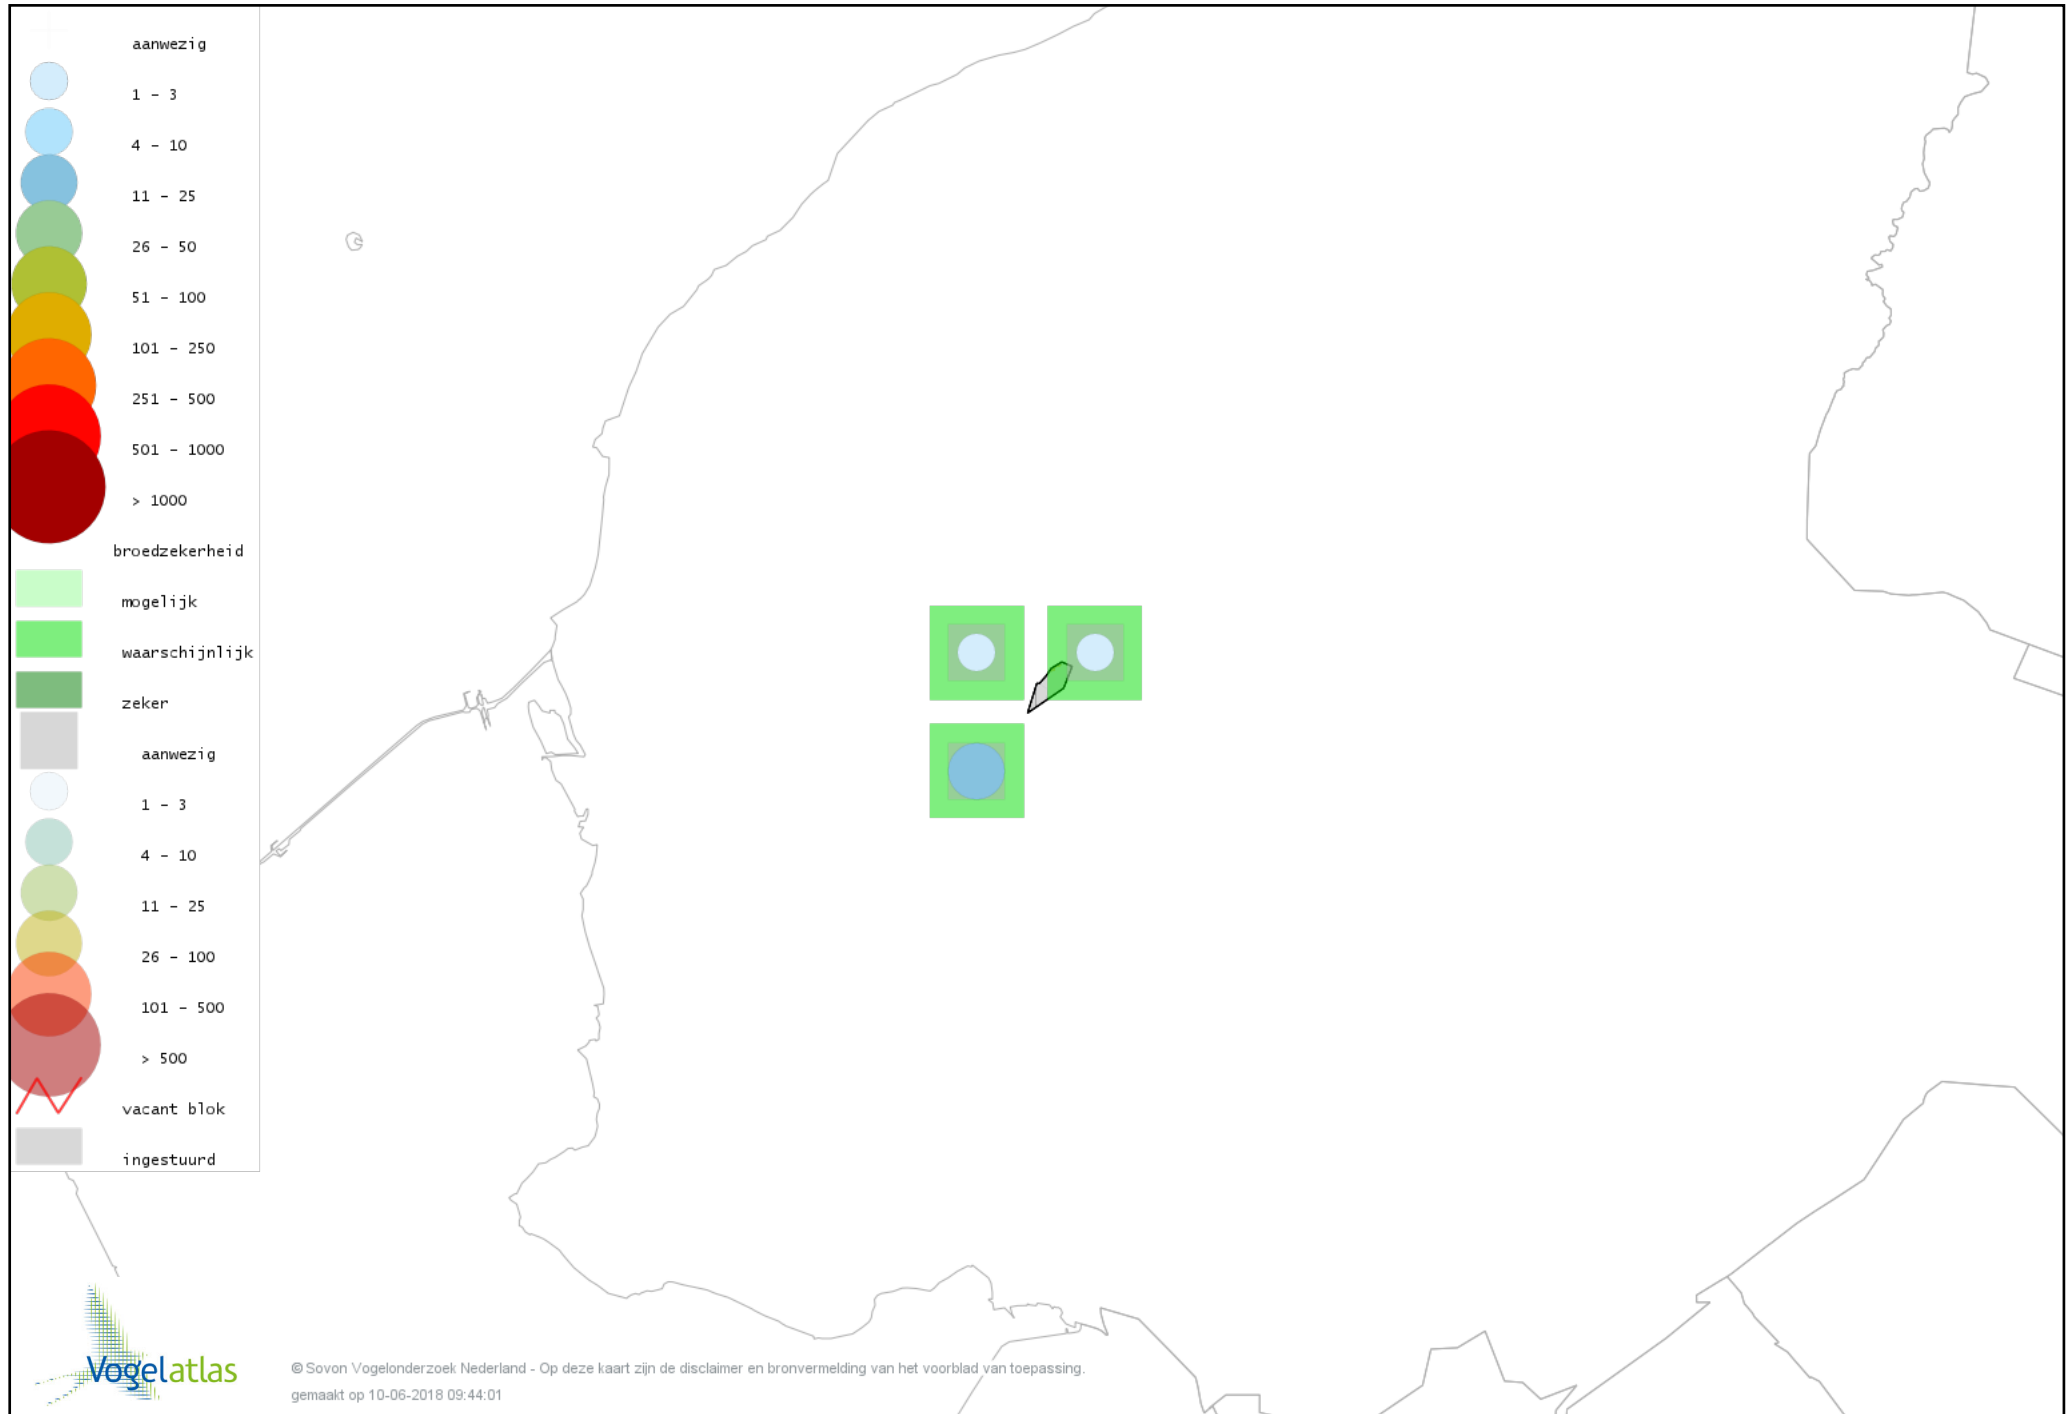 aanwezig
1 - 3
4 - 10
11 - 25
26 - 50
51 - 100
101 - 250
251 - 500
501 - 1000
> 1000
broedzekerheid
mogelijk
waarschijnlijk
zeker
aanwezig
1 - 3
4 - 10
11 - 25
26 - 100
101 - 500
> 500
vacant blok
ingestuurd
Vogelatlas
© Sovon Vogelonderzoek Nederland - Op deze kaart zijn de disclaimer en bronvermelding van het voorblad van toepassing.
gemaakt op 10-06-2018 09:44:01